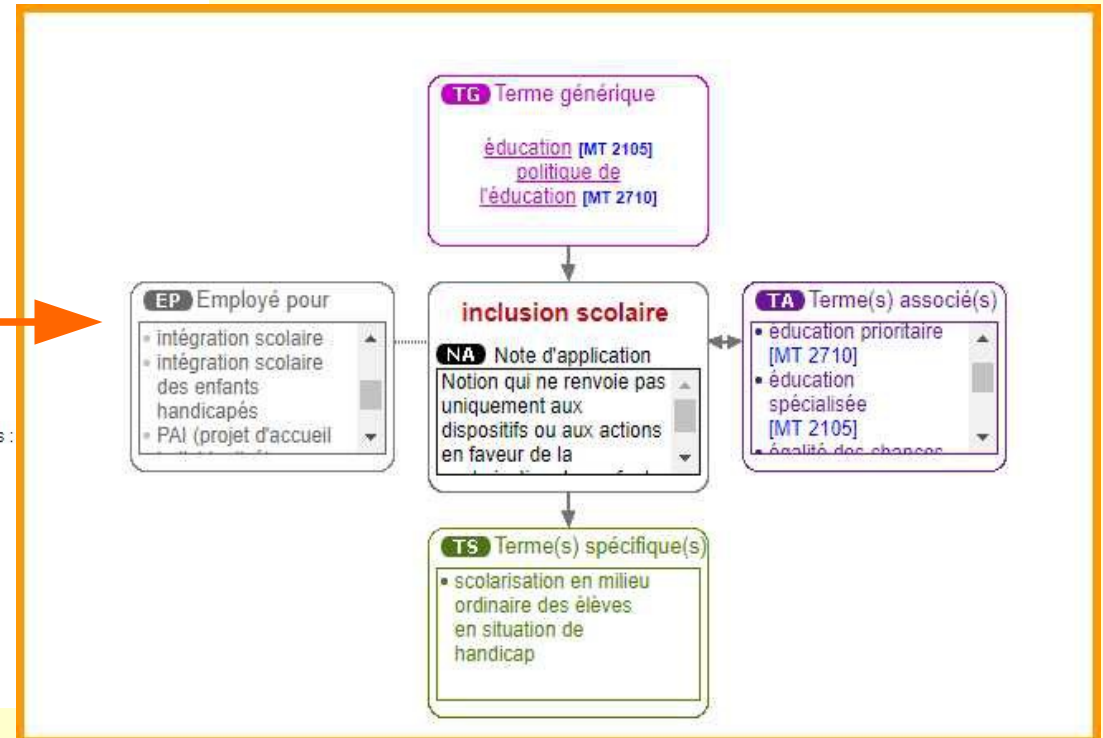 TG Terme générique
éducation [MT 2105]
politique de
l'éducation [MT 2710]
EP Employé pour
intégration scolaire
intégration scolaire
des enfants
handicapés
PAI (projet d'accueil
inclusion scolaire
NA Note d'application
Notion qui ne renvoie pas
uniquement aux
dispositifs ou aux actions
en faveur de la
TA Terme(s) associé(s)
éducation prioritaire
[MT 2710]
éducation
spécialisée
[MT 2105]
égalité des chances
s :
TS Terme(s) spécifique(s)
scolarisation en milieu
ordinaire des élèves
en situation de
handicap